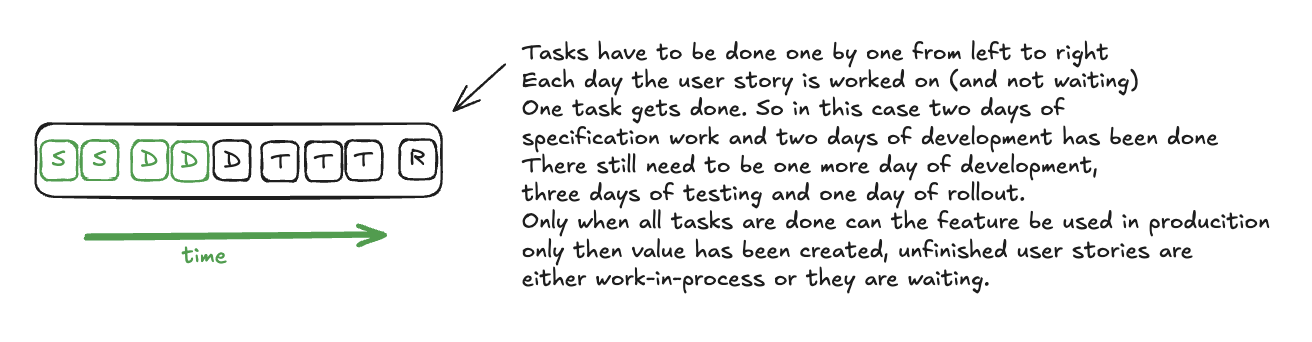 Tasks have to be done one by one from left to right
Each day the user story is worked on (and not waiting)
One task gets done. So in this case two days of
specification work and two days of development has been done
There still need to be one more day of development,
three days of testing and one day of rollout.
Only when all tasks are done can the feature be used in producition
only then value has been created, unfinished user stories are
either work-in-process or they are waiting.
S S D D D T T T R
time